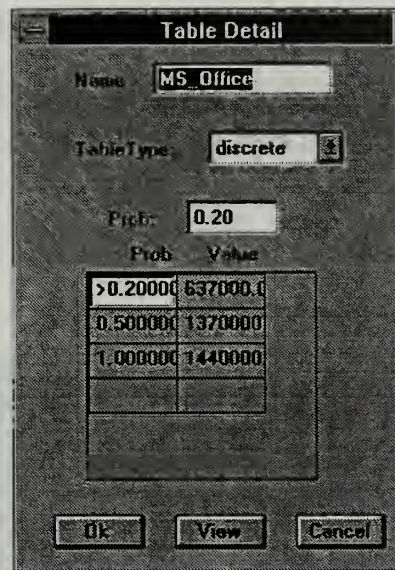 Table Detail
Name: MS_Office
TableType: discrete
Prob: 0.20
Prob Value
>0.20000 637000.0
0.500000 1370000
1.000000 1440000
Ok View Cancel